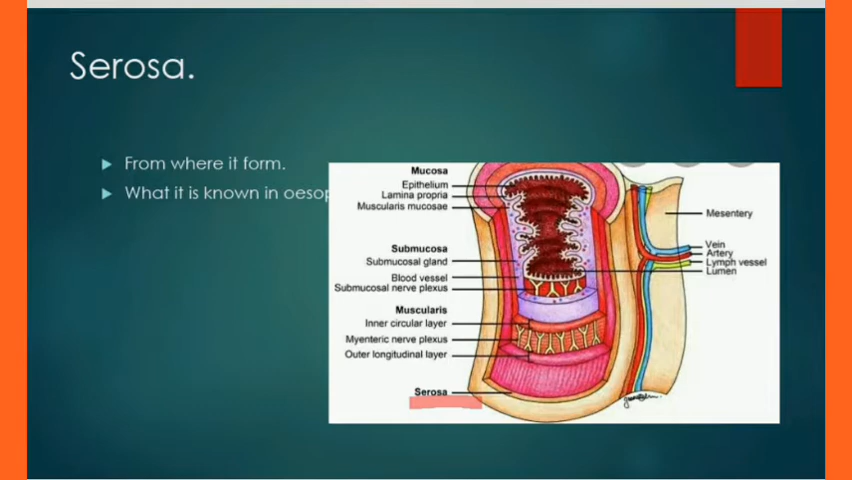 Serosa.
From where it form.
What it is known in oesop
Mucosa
Epithelium
Lamina propria
Muscularis mucosae
Submucosa
Submucosal gland
Blood vessel
Submucosal nerve plexus
Muscularis
Inner circular layer
Myenteric nerve plexus
Outer longitudinal layer
Serosa
Mesentery
Vein
Artery
Lymph vessel
Lumen